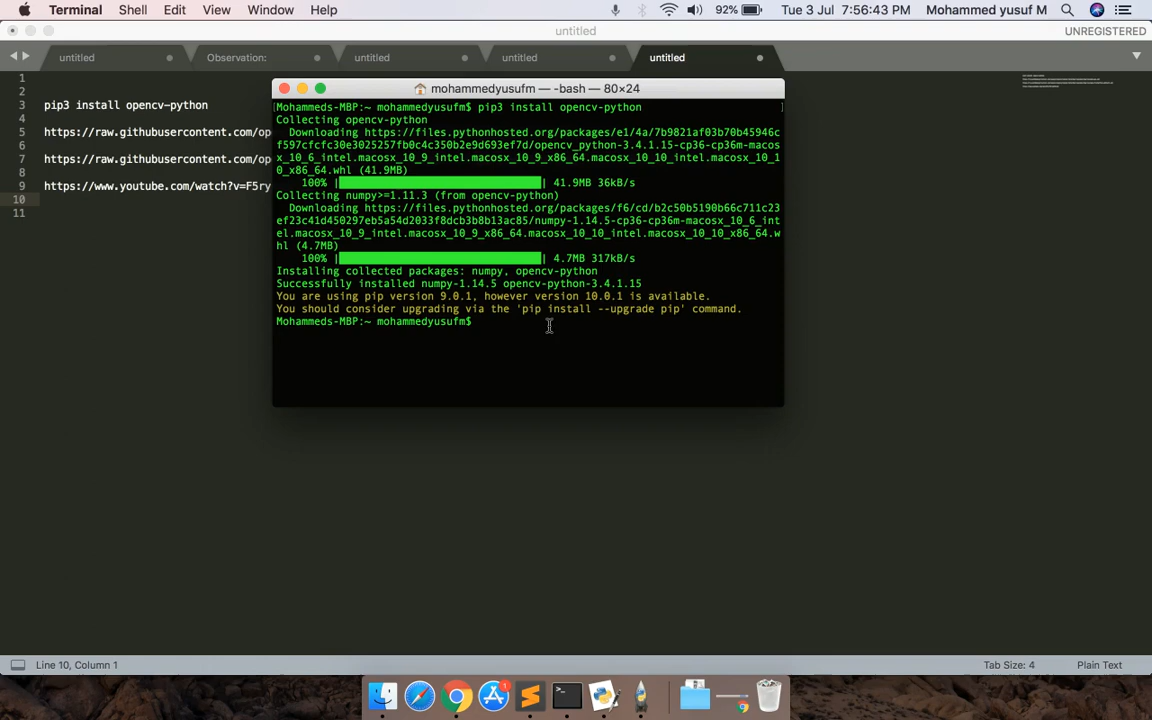 Terminal Shell Edit View Window Help 92% Tue 3 Jul 7:56:43 PM Mohammed yusuf M
untitled UNREGISTERED
untitled Observation: untitled untitled untitled
mohammedyusufm — -bash — 80×24
1
2
3 pip3 install opencv-python
4
5 https://raw.githubusercontent.com/op
6
7 https://raw.githubusercontent.com/op
8
9 https://www.youtube.com/watch?v=F5ry
10
11
[Mohammeds-MBP:~ mohammedyusufm$ pip3 install opencv-python ]
Collecting opencv-python
Downloading https://files.pythonhosted.org/packages/e1/4a/7b9821af03b70b45946c
f597cfcfc30e3025257fb0c4c350b2e9d693ef7d/opencv_python-3.4.1.15-cp36-cp36m-macos
x_10_6_intel.macosx_10_9_intel.macosx_10_9_x86_64.macosx_10_10_intel.macosx_10_1
0_x86_64.whl (41.9MB)
100% |████████████████████████████████| 41.9MB 36kB/s
Collecting numpy>=1.11.3 (from opencv-python)
Downloading https://files.pythonhosted.org/packages/f6/cd/b2c50b5190b66c711c23
ef23c41d450297eb5a54d2033f8dcb3b8b13ac85/numpy-1.14.5-cp36-cp36m-macosx_10_6_int
el.macosx_10_9_intel.macosx_10_9_x86_64.macosx_10_10_intel.macosx_10_10_x86_64.w
hl (4.7MB)
100% |████████████████████████████████| 4.7MB 317kB/s
Installing collected packages: numpy, opencv-python
Successfully installed numpy-1.14.5 opencv-python-3.4.1.15
You are using pip version 9.0.1, however version 10.0.1 is available.
You should consider upgrading via the 'pip install --upgrade pip' command.
Mohammeds-MBP:~ mohammedyusufm$
Line 10, Column 1 Tab Size: 4 Plain Text